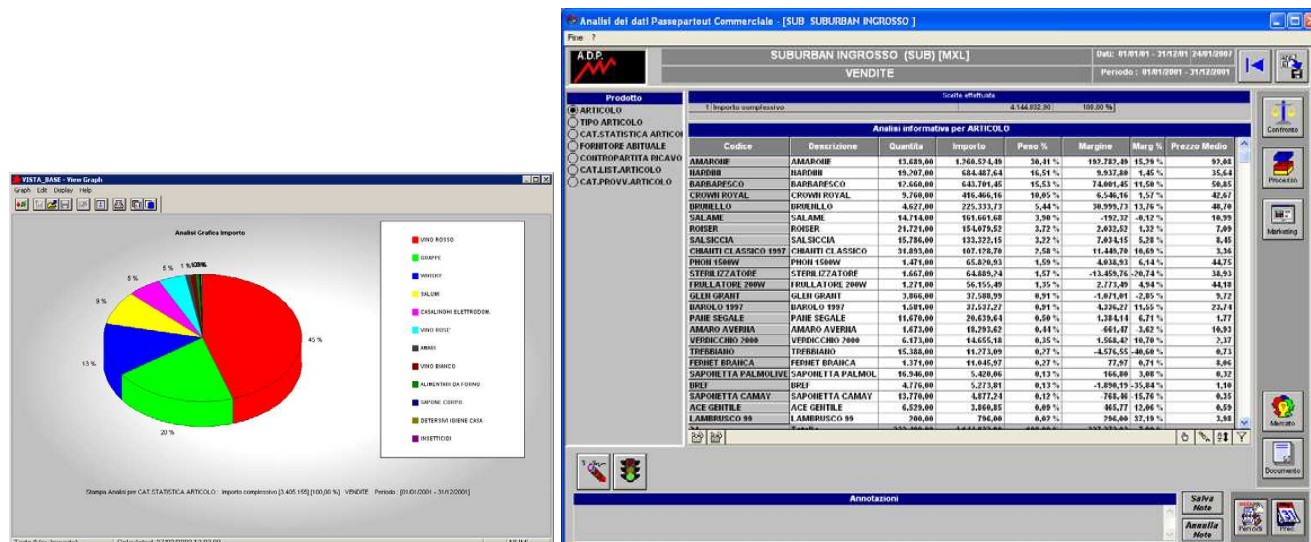 VISTA_BASE - View Graph
Graph Edit Display Help
Analisi Grafica Importo
5 % 1 %
5 %
9 %
13 %
20 %
45 %
VINO ROSSO
GRAPPE
WHISKY
SALUMI
CASALINGHI ELETTRODOM.
VINO ROSE'
AMARI
VINO BIANCO
ALIMENTARI DA FORNO
SAPONE CORPO
DETERSIVI IGIENE CASA
INSETTICIDI
Stampa Analisi per CAT.STATISTICA ARTICOLO : Importo complessivo [3.405.155] [100,00 %] VENDITE Periodo : [01/01/2001 - 31/12/2001]
Analisi dei dati Passepartout Commerciale - [SUB SUBURBAN INGROSSO ]
Fine ?
A.D.P.
SUBURBAN INGROSSO (SUB) [MXL]
Dati: 01/01/01 - 31/12/01 24/01/2002
VENDITE
Periodo : 01/01/2001 - 31/12/2001
Prodotto
ARTICOLO
TIPO ARTICOLO
CAT.STATISTICA ARTICOL
FORNITORE ABITUALE
CONTROPARTITA RICAVO
CAT.LIST.ARTICOLO
CAT.PROVV.ARTICOLO
Scelte effettuate
1 Importo complessivo 100.00 %
Analisi informativa per ARTICOLO
Codice Descrizione Quantita Importo Peso % Margine Marg % Prezzo Medio
AMARONE AMARONE 13.689,00 1.260.524,49 30,41 % 192.782,49 15,29 % 92,08
NARDINI NARDINI 19.207,00 684.487,64 16,51 % 9.937,80 1,45 % 35,64
BARBARESCO BARBARESCO 12.660,00 643.701,45 15,53 % 74.001,45 11,50 % 50,85
CROWN ROYAL CROWN ROYAL 9.760,00 416.466,16 10,05 % 6.546,16 1,57 % 42,67
BRUNELLO BRUNELLO 4.627,00 225.333,73 5,44 % 30.999,73 13,76 % 48,70
SALAME SALAME 14.714,00 161.661,68 3,90 % -192,32 -0,12 % 10,99
ROISER ROISER 21.721,00 154.079,52 3,72 % 2.032,52 1,32 % 7,09
SALSICCIA SALSICCIA 15.786,00 133.322,15 3,22 % 7.034,15 5,28 % 8,45
CHIANTI CLASSICO 1997 CHIANTI CLASSICO 31.893,00 107.128,70 2,58 % 11.449,70 10,69 % 3,36
PHON 1500W PHON 1500W 1.471,00 65.820,93 1,59 % 4.038,93 6,14 % 44,75
STERILIZZATORE STERILIZZATORE 1.667,00 64.889,24 1,57 % -13.459,76 -20,74 % 38,93
FRULLATORE 200W FRULLATORE 200W 1.271,00 56.155,49 1,35 % 2.773,49 4,94 % 44,18
GLEN GRANT GLEN GRANT 3.866,00 37.588,99 0,91 % -1.071,01 -2,85 % 9,72
BAROLO 1997 BAROLO 1997 1.581,00 37.537,27 0,91 % 4.336,27 11,55 % 23,74
PANE SEGALE PANE SEGALE 11.670,00 20.639,64 0,50 % 1.384,14 6,71 % 1,77
AMARO AVERNA AMARO AVERNA 1.673,00 18.293,62 0,44 % -661,47 -3,62 % 10,93
VERDICCHIO 2000 VERDICCHIO 2000 6.173,00 14.655,18 0,35 % 1.568,42 10,70 % 2,37
TREBBIANO TREBBIANO 15.388,00 11.273,09 0,27 % -4.576,55 -40,60 % 0,73
FERNET BRANCA FERNET BRANCA 1.371,00 11.045,97 0,27 % 77,97 0,71 % 8,06
SAPONETTA PALMOLIVE SAPONETTA PALMOL 16.946,00 5.420,06 0,13 % 166,80 3,08 % 0,32
BREF BREF 4.776,00 5.273,81 0,13 % -1.890,19 -35,84 % 1,10
SAPONETTA CAMAY SAPONETTA CAMAY 13.770,00 4.877,24 0,12 % -768,46 -15,76 % 0,35
ACE GENTILE ACE GENTILE 6.529,00 3.860,85 0,09 % 465,77 12,06 % 0,59
LAMBRUSCO 99 LAMBRUSCO 99 200,00 796,00 0,02 % 296,00 37,19 % 3,98
Confronto
Processo
Marketing
Mercato
Documento
Annotazioni
Salva Note
Annulla Note
Periodi
Prec.